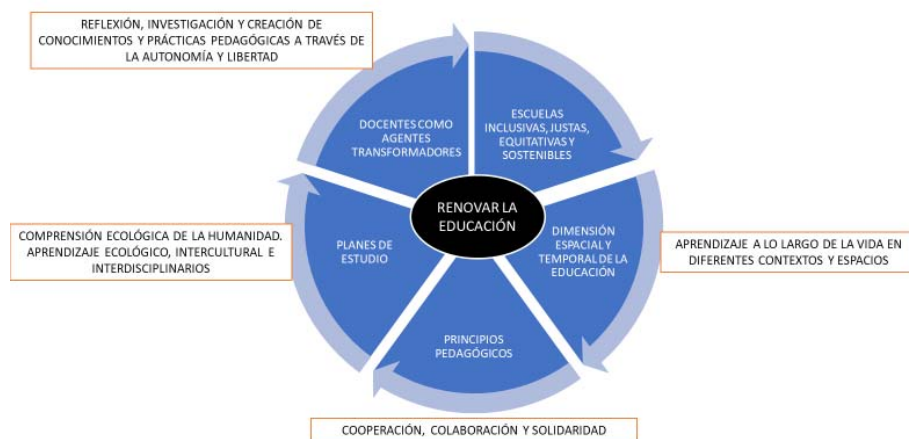 REFLEXIÓN, INVESTIGACIÓN Y CREACIÓN DE
CONOCIMIENTOS Y PRÁCTICAS PEDAGÓGICAS A TRAVÉS DE
LA AUTONOMÍA Y LIBERTAD
DOCENTES COMO
AGENTES
TRANSFORMADORES
ESCUELAS
INCLUSIVAS, JUSTAS,
EQUITATIVAS Y
SOSTENIBLES
RENOVAR LA
EDUCACIÓN
COMPRENSIÓN ECOLÓGICA DE LA HUMANIDAD.
APRENDIZAJE ECOLÓGICO, INTERCULTURAL E
INTERDISCIPLINARIOS
PLANES DE
ESTUDIO
DIMENSIÓN
ESPACIAL Y
TEMPORAL DE LA
EDUCACIÓN
APRENDIZAJE A LO LARGO DE LA VIDA EN
DIFERENTES CONTEXTOS Y ESPACIOS
PRINCIPIOS
PEDAGÓGICOS
COOPERACIÓN, COLABORACIÓN Y SOLIDARIDAD